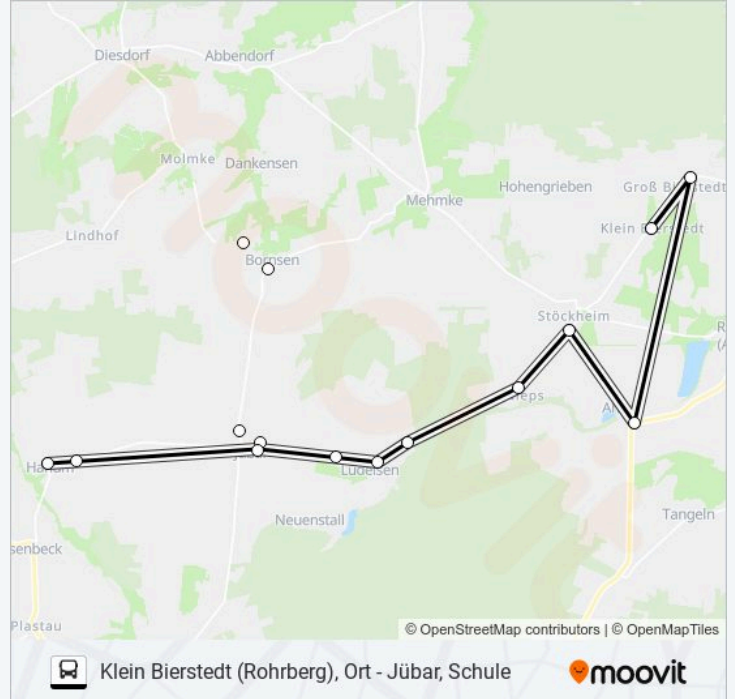 Diesdorf
Abbendorf
Molmke
Dankensen
Hohengrieben
Mehmke
Lindhof
Bornsen
Stöckheim
Neuenstall
Lüdelsen
Tangeln
Plastau
© OpenStreetMap contributors | © OpenMapTiles
Klein Bierstedt (Rohrberg), Ort - Jübar, Schule
moovit